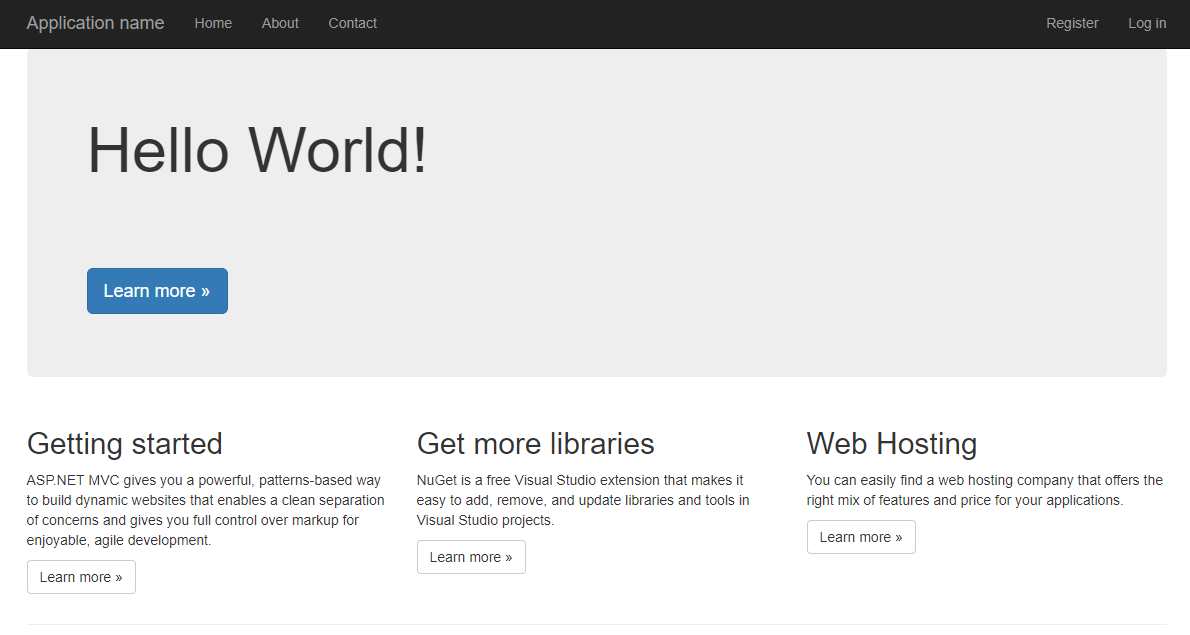 Application name Home About Contact Register Log in
Hello World!
Learn more »
Getting started
ASP.NET MVC gives you a powerful, patterns-based way
to build dynamic websites that enables a clean separation
of concerns and gives you full control over markup for
enjoyable, agile development.
Learn more »
Get more libraries
NuGet is a free Visual Studio extension that makes it
easy to add, remove, and update libraries and tools in
Visual Studio projects.
Learn more »
Web Hosting
You can easily find a web hosting company that offers the
right mix of features and price for your applications.
Learn more »